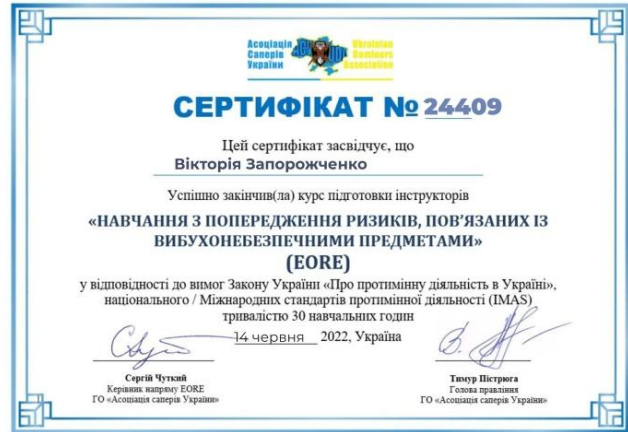 Асоціація
Саперів
України
Ukrainian
Deminers
Association
СЕРТИФІКАТ № 24409
Цей сертифікат засвідчує, що
Вікторія Запорожченко
Успішно закінчив(ла) курс підготовки інструкторів
«НАВЧАННЯ З ПОПЕРЕДЖЕННЯ РИЗИКІВ, ПОВ’ЯЗАНИХ ІЗ
ВИБУХОНЕБЕЗПЕЧНИМИ ПРЕДМЕТАМИ»
(EORE)
у відповідності до вимог Закону України «Про протимінну діяльність в Україні»,
національного / Міжнародних стандартів протимінної діяльності (IMAS)
тривалістю 30 навчальних годин
14 червня 2022, Україна
Сергій Чуткий
Керівник напряму EORE
ГО «Асоціація саперів України»
Тимур Пістрюга
Голова правління
ГО «Асоціація саперів України»